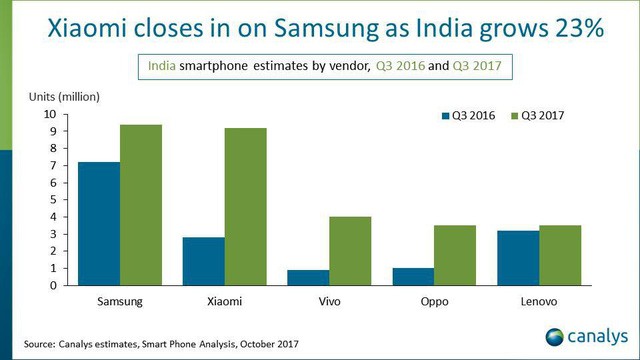 Xiaomi closes in on Samsung as India grows 23%
India smartphone estimates by vendor, Q3 2016 and Q3 2017
Units (million)
Q3 2016 Q3 2017
10
9
8
7
6
5
4
3
2
1
0
Samsung Xiaomi Vivo Oppo Lenovo
Source: Canalys estimates, Smart Phone Analysis, October 2017
canalys